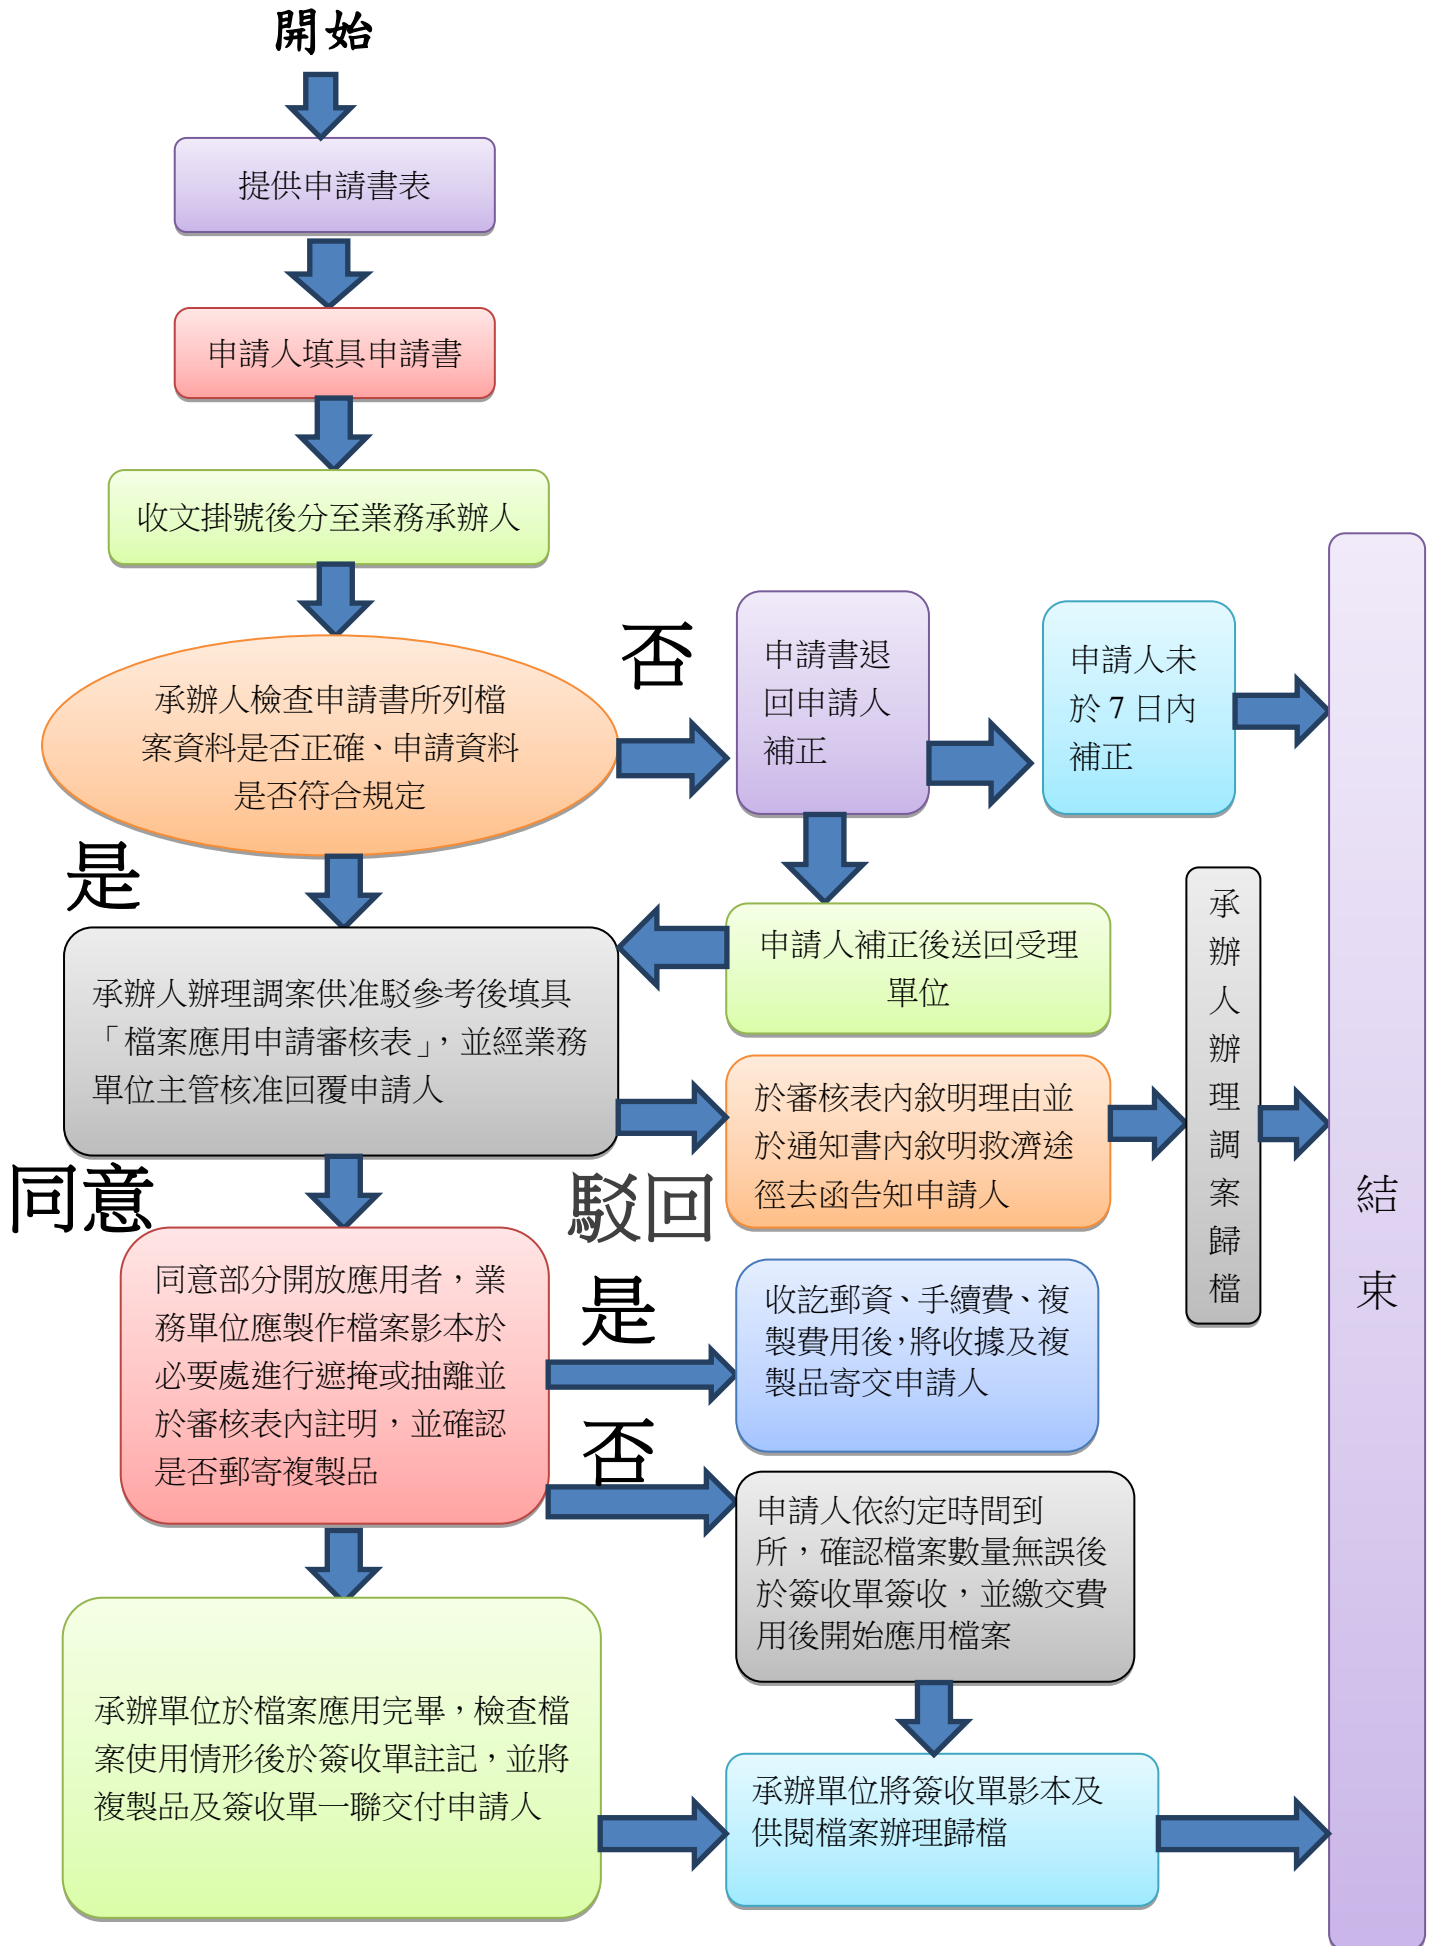 開始
提供申請書表
申請人填具申請書
收文掛號後分至業務承辦人
承辦人檢查申請書所列檔
案資料是否正確、申請資料
是否符合規定
否
申請書退
回申請人
補正
申請人未
於 7 日內
補正
是
申請人補正後送回受理
單位
承辦人辦理調案供准駁參考後填具
「檔案應用申請審核表」，並經業務
單位主管核准回覆申請人
駁回
於審核表內敘明理由並
於通知書內敘明救濟途
徑去函告知申請人
承
辦
人
辦
理
調
案
歸
檔
同意
同意部分開放應用者，業
務單位應製作檔案影本於
必要處進行遮掩或抽離並
於審核表內註明，並確認
是否郵寄複製品
是
收訖郵資、手續費、複
製費用後，將收據及複
製品寄交申請人
否
申請人依約定時間到
所，確認檔案數量無誤後
於簽收單簽收，並繳交費
用後開始應用檔案
承辦單位於檔案應用完畢，檢查檔
案使用情形後於簽收單註記，並將
複製品及簽收單一聯交付申請人
承辦單位將簽收單影本及
供閱檔案辦理歸檔
結
束